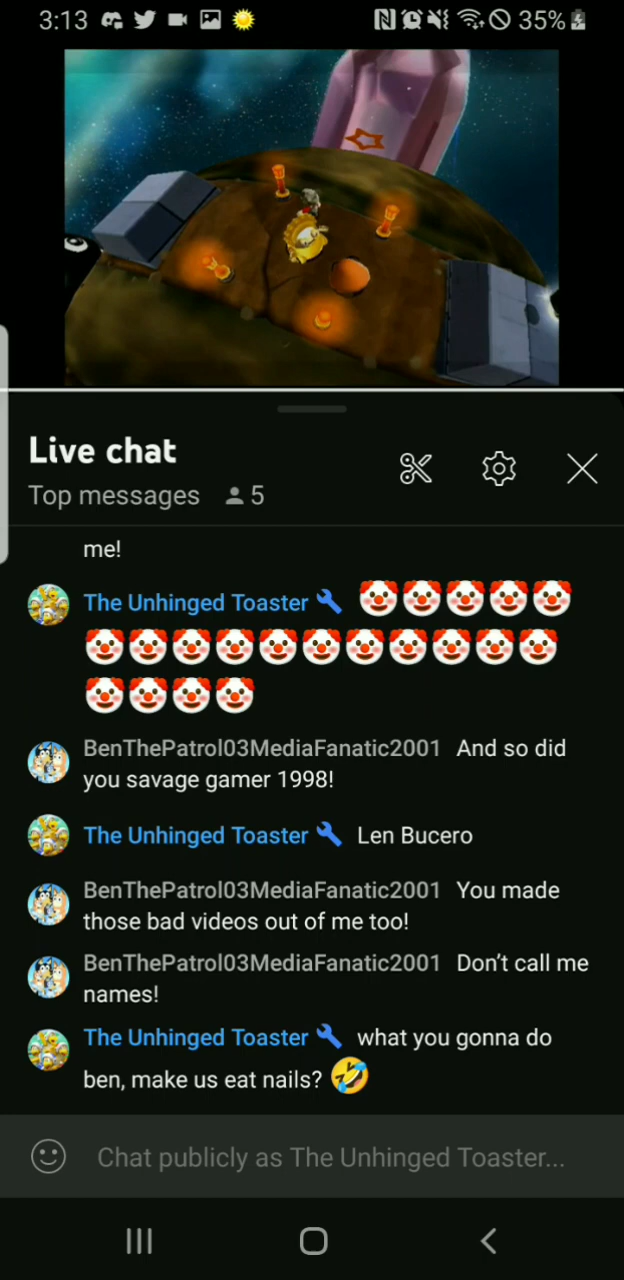 3:13
35%
Live chat
Top messages 5
me!
The Unhinged Toaster 🤡🤡🤡🤡🤡
🤡🤡🤡🤡🤡🤡🤡🤡🤡🤡🤡
🤡🤡🤡🤡
BenThePatrol03MediaFanatic2001 And so did
you savage gamer 1998!
The Unhinged Toaster Len Bucero
BenThePatrol03MediaFanatic2001 You made
those bad videos out of me too!
BenThePatrol03MediaFanatic2001 Don’t call me
names!
The Unhinged Toaster what you gonna do
ben, make us eat nails? 🤣
Chat publicly as The Unhinged Toaster...